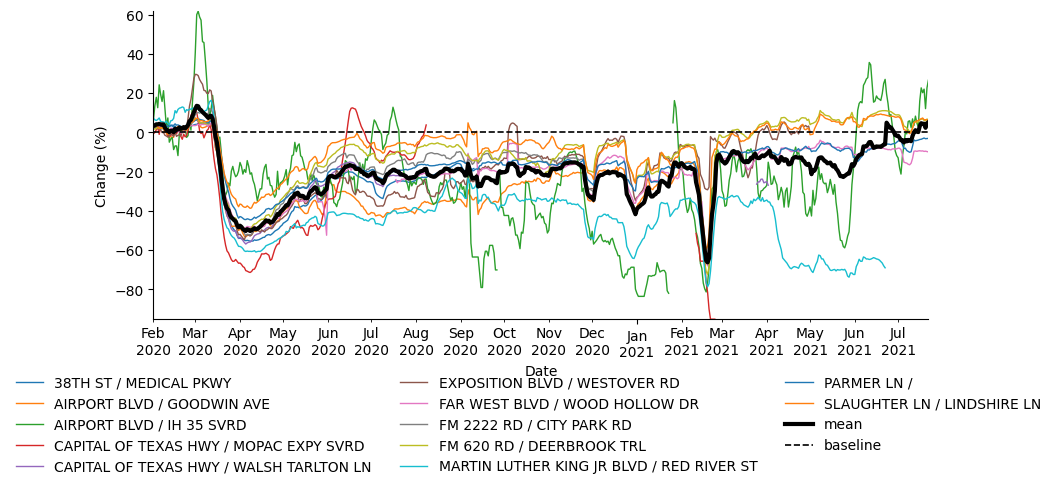 60
40
20
0
−20
−40
−60
−80
Change (%)
Feb Mar Apr May Jun Jul Aug Sep Oct Nov Dec Jan Feb Mar Apr May Jun Jul
2020 2020 2020 2020 2020 2020 2020 2020 2020 2020 2020 2021 2021 2021 2021 2021 2021 2021
Date
38TH ST / MEDICAL PKWY
AIRPORT BLVD / GOODWIN AVE
AIRPORT BLVD / IH 35 SVRD
CAPITAL OF TEXAS HWY / MOPAC EXPY SVRD
CAPITAL OF TEXAS HWY / WALSH TARLTON LN
EXPOSITION BLVD / WESTOVER RD
FAR WEST BLVD / WOOD HOLLOW DR
FM 2222 RD / CITY PARK RD
FM 620 RD / DEERBROOK TRL
MARTIN LUTHER KING JR BLVD / RED RIVER ST
PARMER LN /
SLAUGHTER LN / LINDSHIRE LN
mean
baseline